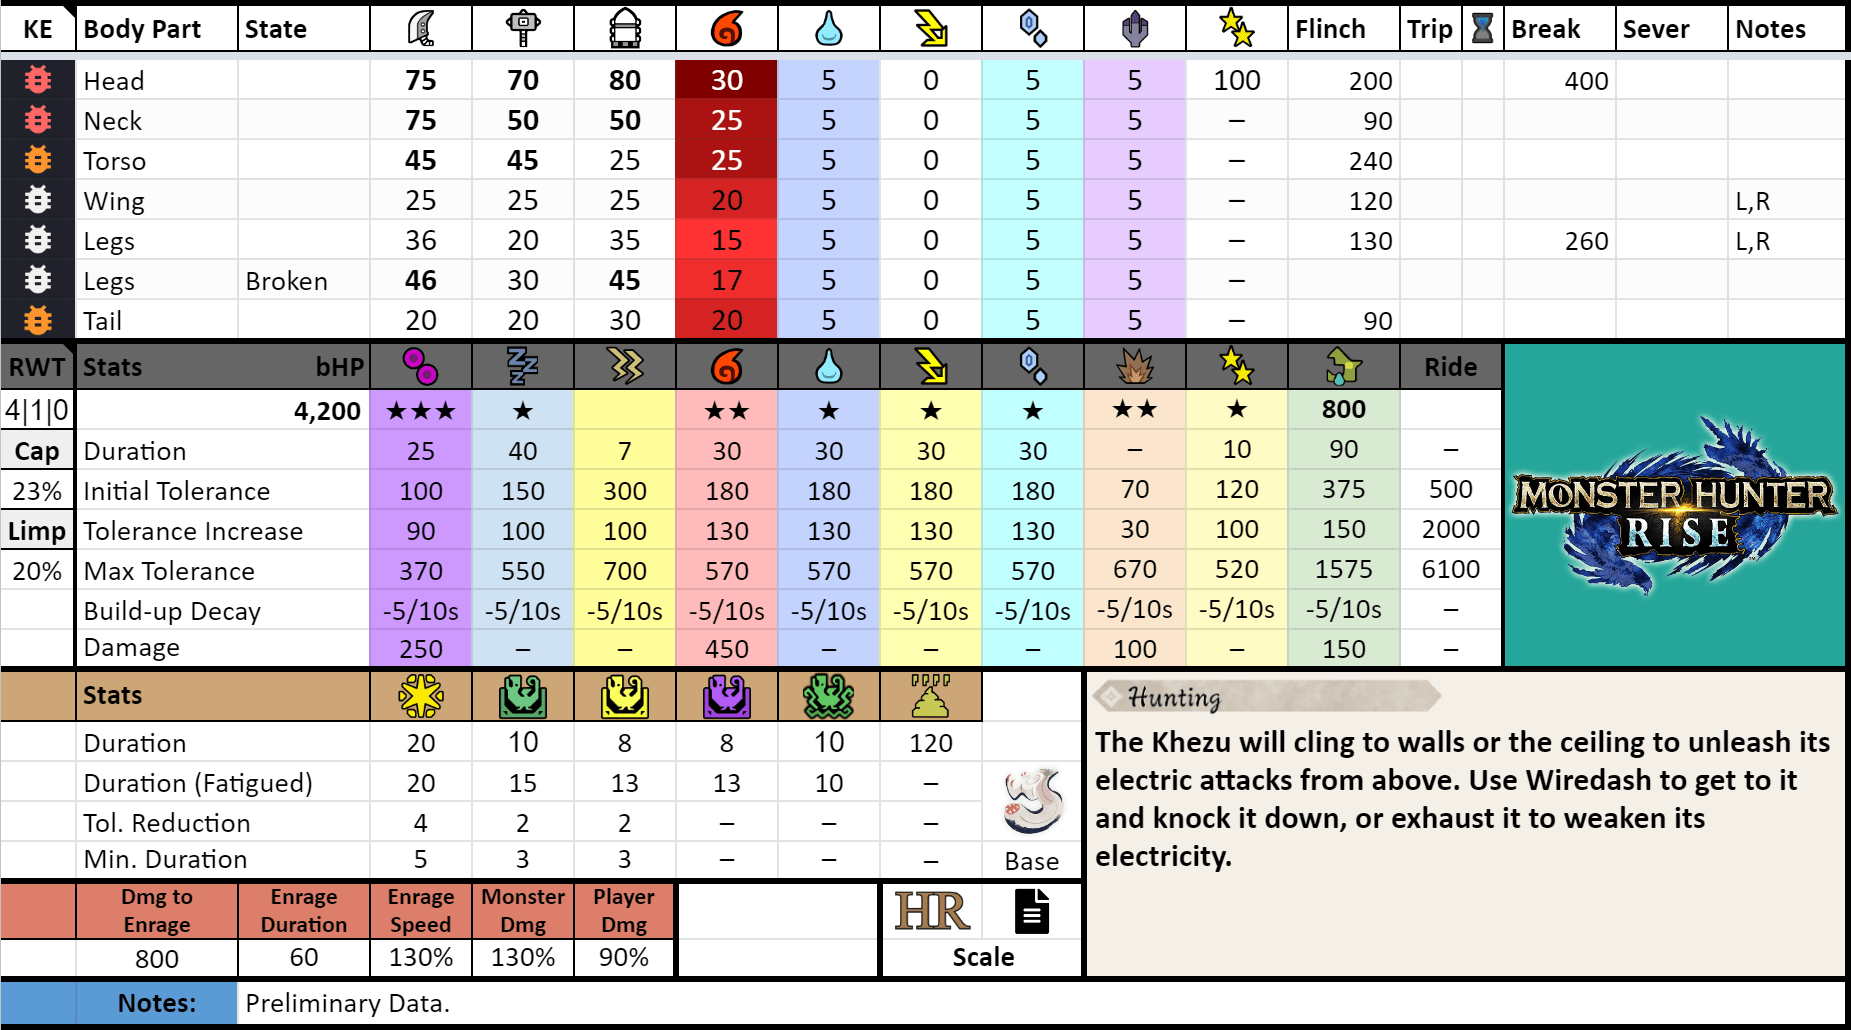 KE Body Part State Flinch Trip Break Sever Notes
Head 75 70 80 30 5 0 5 5 100 200 400
Neck 75 50 50 25 5 0 5 5 – 90
Torso 45 45 25 25 5 0 5 5 – 240
Wing 25 25 25 20 5 0 5 5 – 120 L,R
Legs 36 20 35 15 5 0 5 5 – 130 260 L,R
Legs Broken 46 30 45 17 5 0 5 5 –
Tail 20 20 30 20 5 0 5 5 – 90
RWT Stats bHP Ride
4|1|0 4,200 ★★★ ★ ★★ ★ ★ ★ ★★ ★ 800
Cap Duration 25 40 7 30 30 30 30 – 10 90 –
23% Initial Tolerance 100 150 300 180 180 180 180 70 120 375 500
Limp Tolerance Increase 90 100 100 130 130 130 130 30 100 150 2000
20% Max Tolerance 370 550 700 570 570 570 570 670 520 1575 6100
Build-up Decay -5/10s -5/10s -5/10s -5/10s -5/10s -5/10s -5/10s -5/10s -5/10s -5/10s –
Damage 250 – – 450 – – – 100 – 150 –
MONSTER HUNTER
RISE
Stats
Duration 20 10 8 8 10 120
Duration (Fatigued) 20 15 13 13 10 –
Tol. Reduction 4 2 2 – – –
Min. Duration 5 3 3 – – – Base
Hunting
The Khezu will cling to walls or the ceiling to unleash its
electric attacks from above. Use Wiredash to get to it
and knock it down, or exhaust it to weaken its
electricity.
Dmg to Enrage Enrage Monster Player
Enrage Duration Speed Dmg Dmg
HR
800 60 130% 130% 90% Scale
Notes: Preliminary Data.